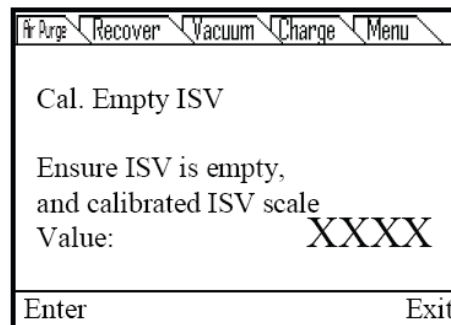 Air Purge Recover Vacuum Charge Menu
Cal. Empty ISV
Ensure ISV is empty,
and calibrated ISV scale
Value: XXXX
Enter Exit